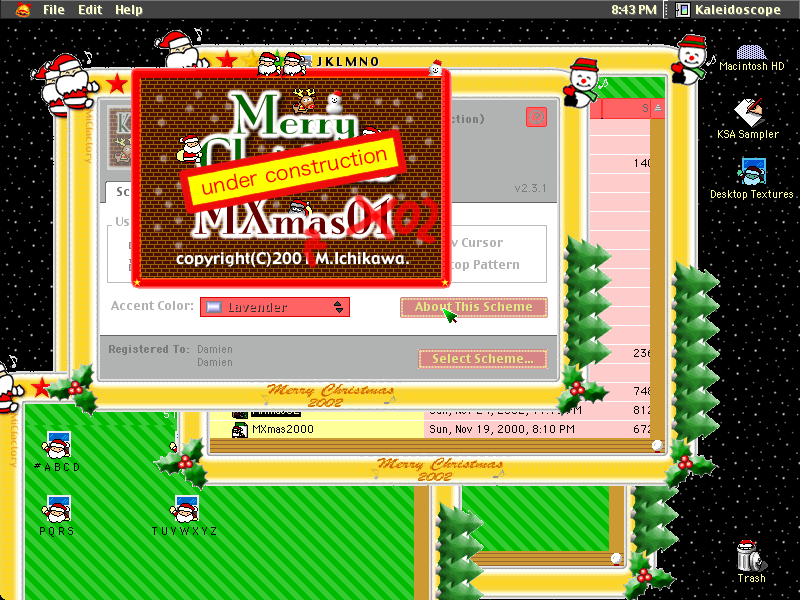 File Edit Help
8:43 PM
Kaleidoscope
JKLMNO
Macintosh HD
KSA Sampler
Desktop Textures
Merry
under construction
MXmas01
02
copyright(C)2001 M.Ichikawa.
2
ction)
?
v2.3.1
Sc
Us
v Cursor
top Pattern
Accent Color:
Lavender
About This Scheme
Registered To:
Damien
Damien
Select Scheme...
Merry Christmas
2002
MiCfactory
S
140
236
748
812
672
MXmas02
MXmas2000
Sun, Nov 19, 2000, 8:10 PM
Merry Christmas
2002
MiCfactory
#ABCD
PQRS
TUYWXYZ
Trash